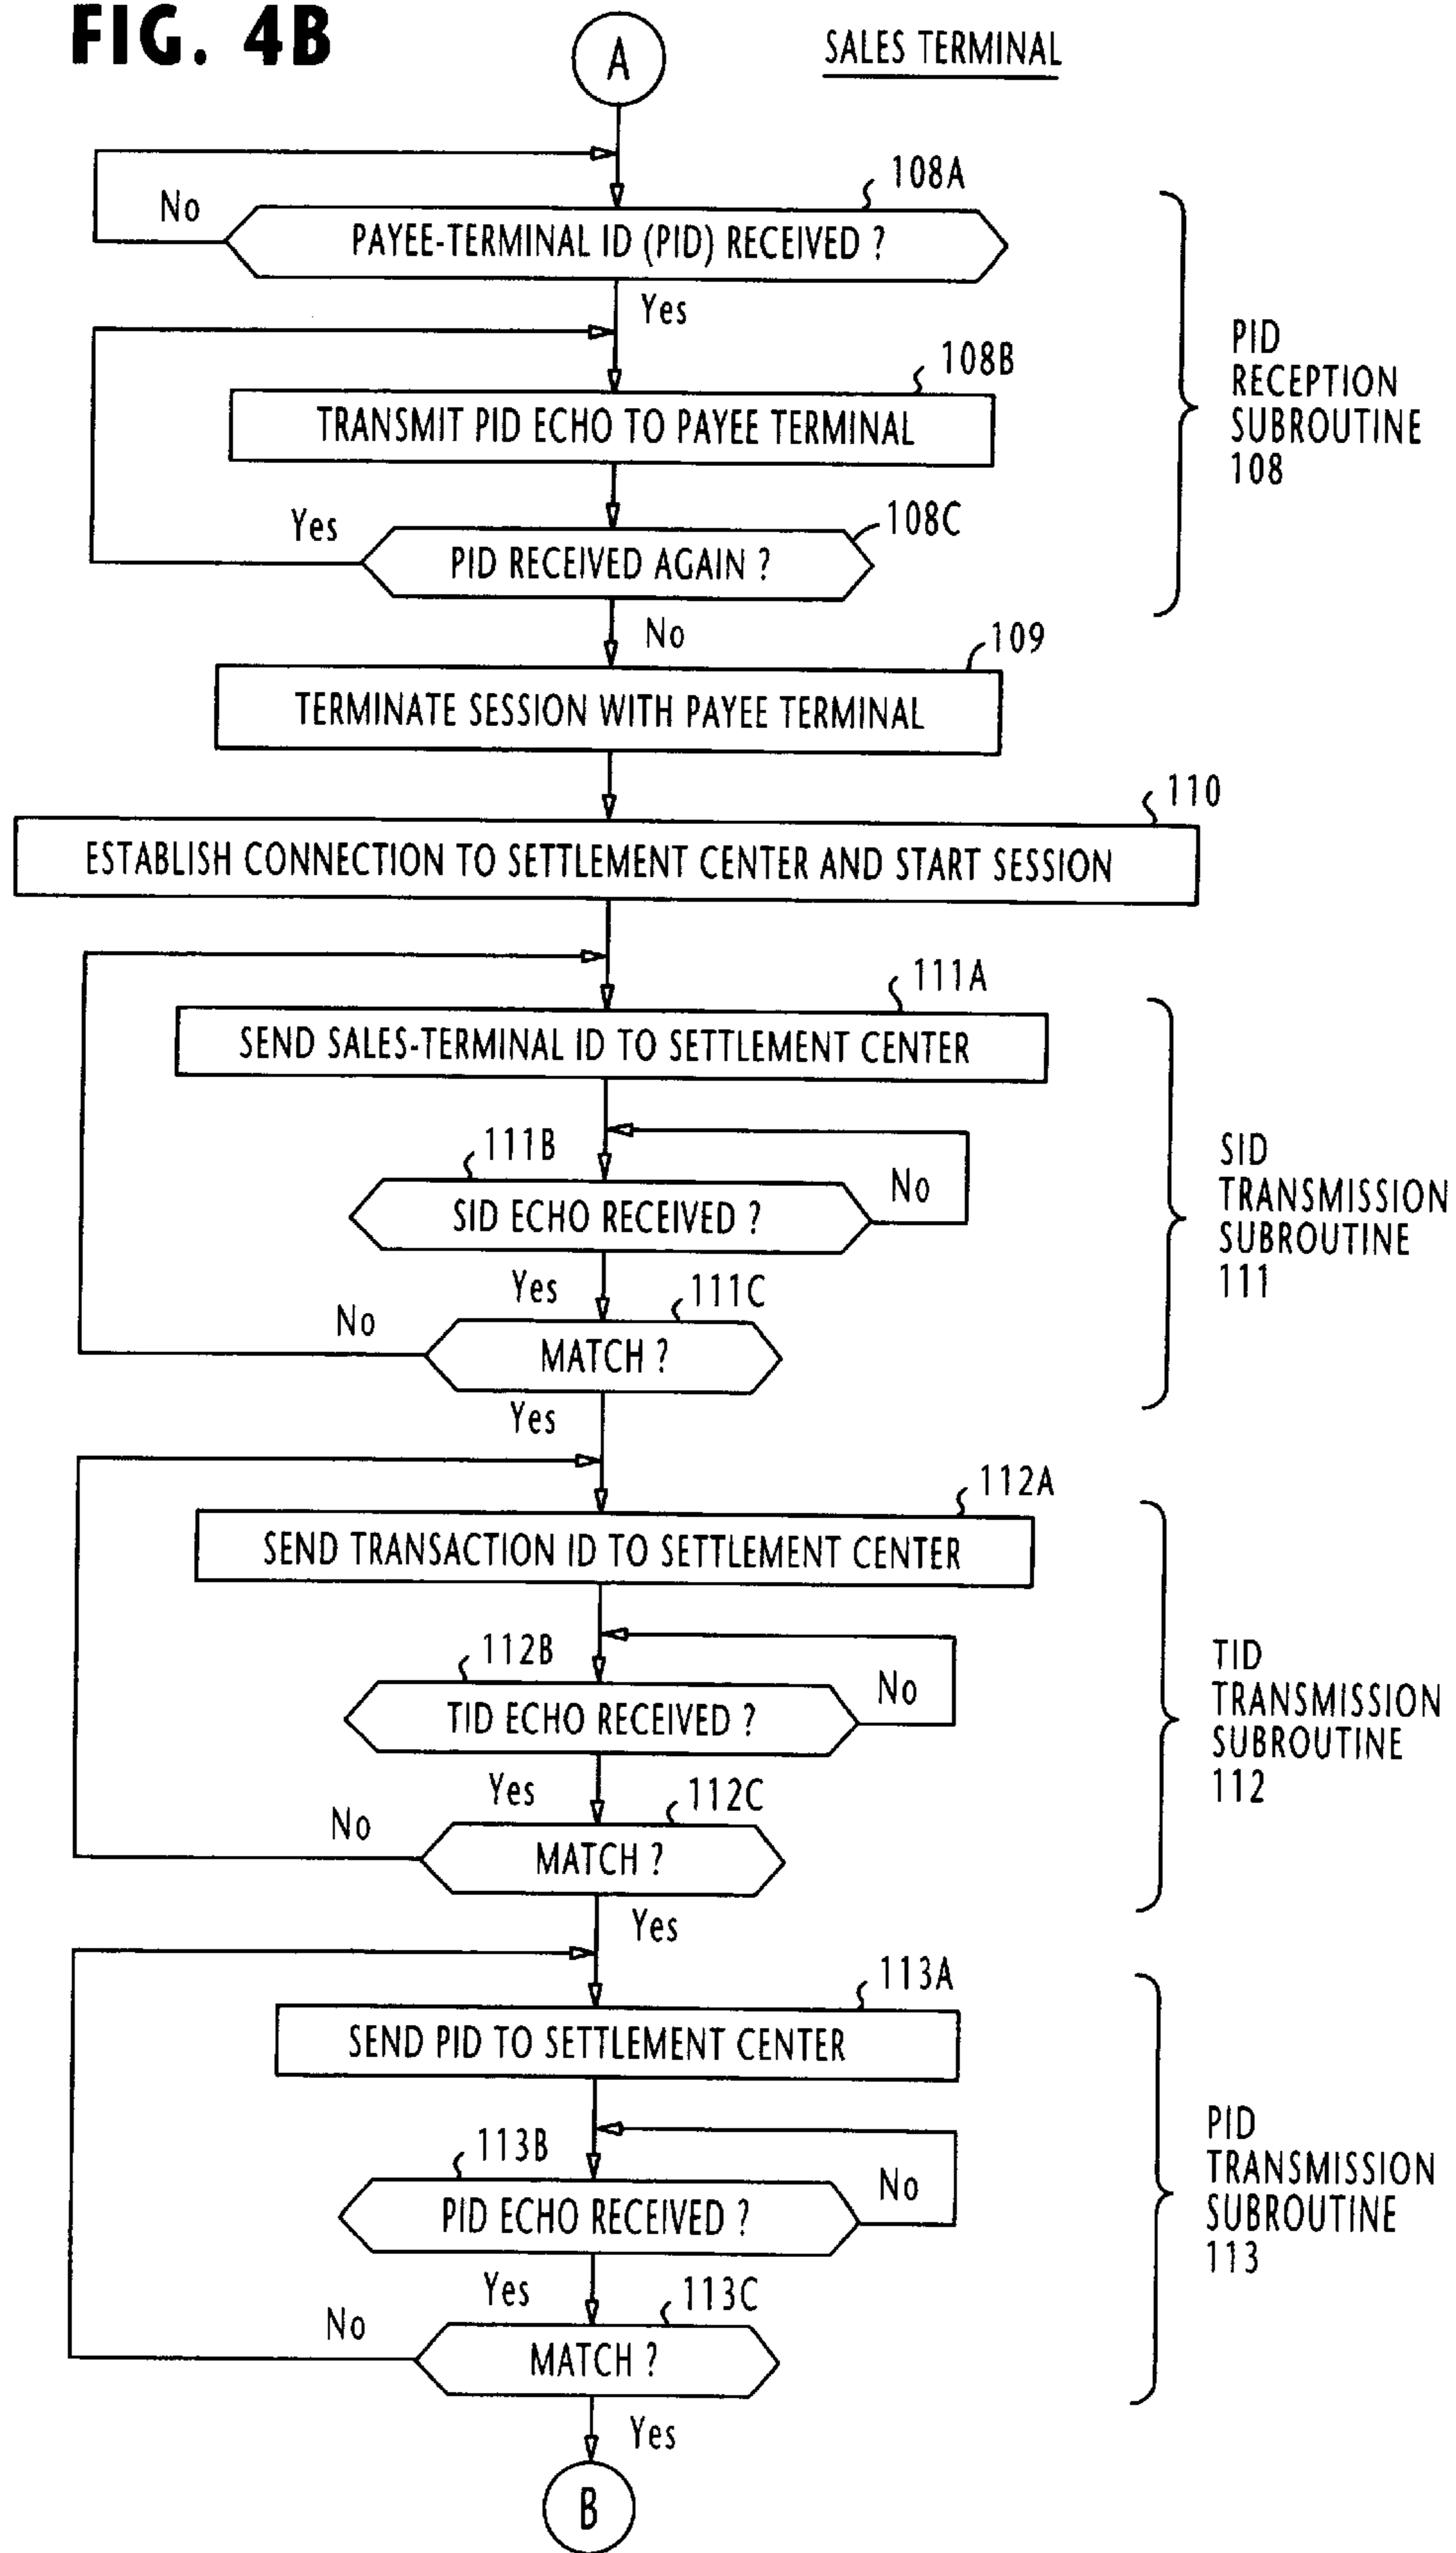 FIG. 4B
A
SALES TERMINAL
108A
No
PAYEE-TERMINAL ID (PID) RECEIVED ?
Yes
108B
TRANSMIT PID ECHO TO PAYEE TERMINAL
PID
RECEPTION
SUBROUTINE
108
Yes
108C
PID RECEIVED AGAIN ?
No
109
TERMINATE SESSION WITH PAYEE TERMINAL
110
ESTABLISH CONNECTION TO SETTLEMENT CENTER AND START SESSION
111A
SEND SALES-TERMINAL ID TO SETTLEMENT CENTER
111B
No
SID ECHO RECEIVED ?
SID
TRANSMISSION
SUBROUTINE
111
Yes
111C
No
MATCH ?
Yes
112A
SEND TRANSACTION ID TO SETTLEMENT CENTER
112B
No
TID ECHO RECEIVED ?
TID
TRANSMISSION
SUBROUTINE
112
Yes
112C
No
MATCH ?
Yes
113A
SEND PID TO SETTLEMENT CENTER
113B
No
PID ECHO RECEIVED ?
PID
TRANSMISSION
SUBROUTINE
113
Yes
113C
No
MATCH ?
Yes
B